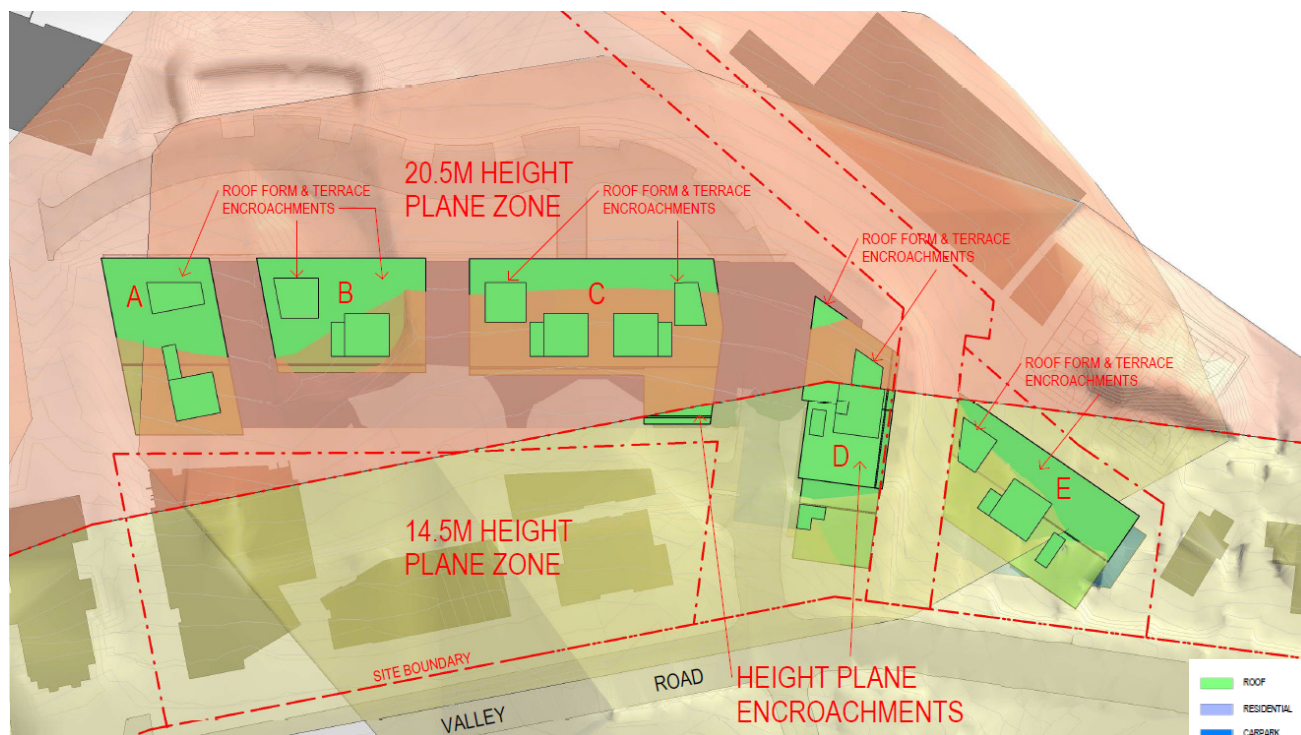 20.5M HEIGHT
PLANE ZONE
ROOF FORM & TERRACE
ENCROACHMENTS
ROOF FORM & TERRACE
ENCROACHMENTS
ROOF FORM & TERRACE
ENCROACHMENTS
A
B
C
ROOF FORM & TERRACE
ENCROACHMENTS
D
E
14.5M HEIGHT
PLANE ZONE
SITE BOUNDARY
VALLEY
ROAD
HEIGHT PLANE
ENCROACHMENTS
ROOF
RESIDENTIAL
CARPARK